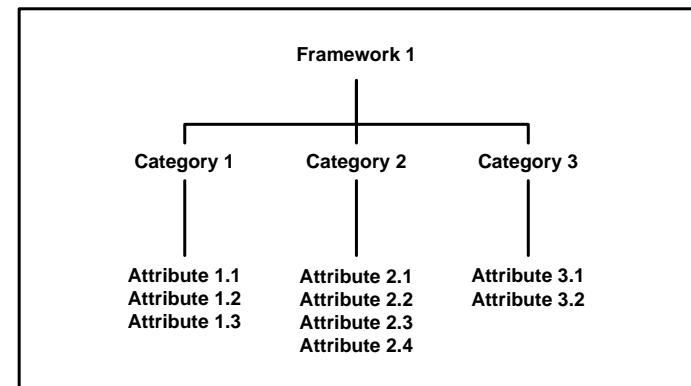 Framework 1
Category 1
Category 2
Category 3
Attribute 1.1
Attribute 1.2
Attribute 1.3
Attribute 2.1
Attribute 2.2
Attribute 2.3
Attribute 2.4
Attribute 3.1
Attribute 3.2